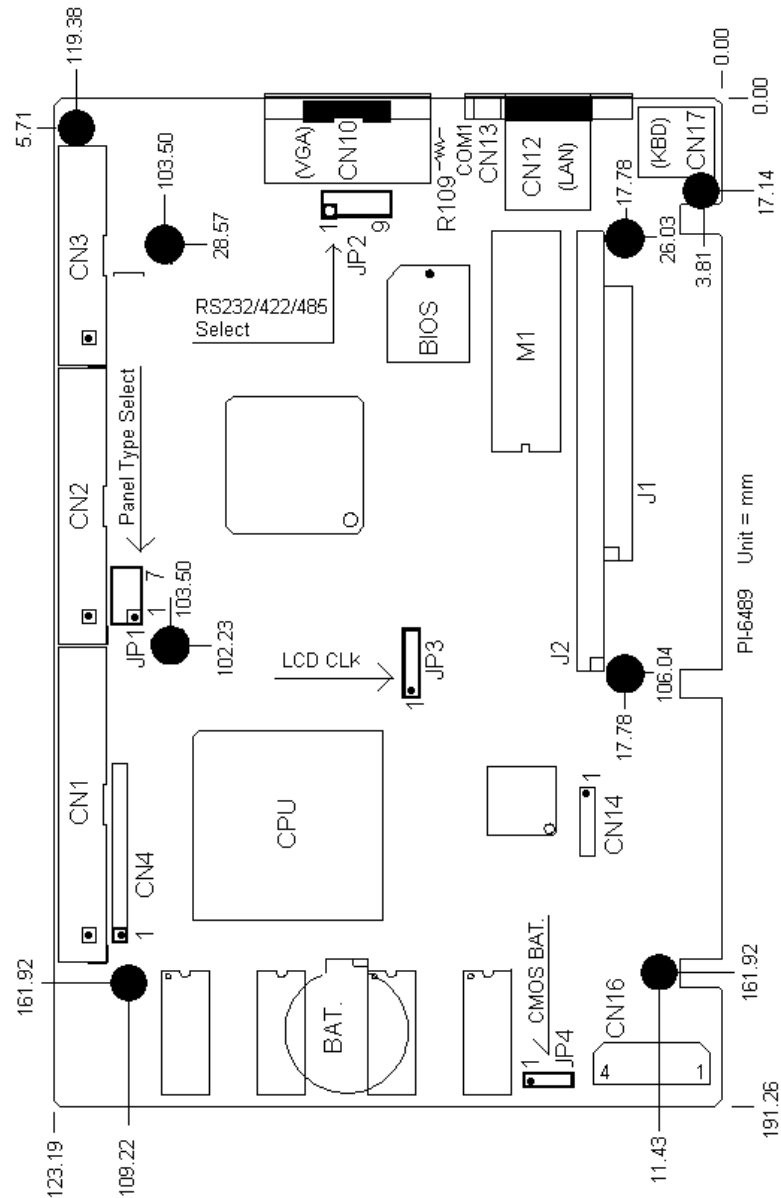 119.38
5.71
0.00
0.00
103.50
28.57
(VGA)
CN10
R109
COM1
CN13
CN12
(LAN)
(KBD)
CN17
17.78
26.03
17.14
3.81
CN3
1
9
JP2
RS232/422/485
Select
BIOS
M1
Panel Type Select
CN2
J1
JP1
1
7
103.50
102.23
LCD CLK
JP3
1
J2
17.78
106.04
PI-6489 Unit = mm
CN1
CN4
1
CPU
CN14
1
161.92
109.22
BAT.
CMOS BAT.
1
JP4
CN16
4
1
161.92
11.43
123.19
191.26